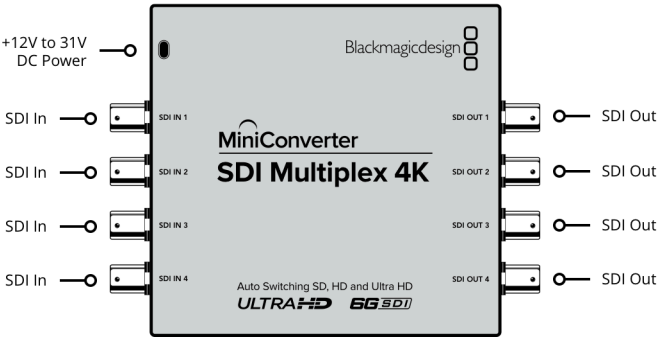 +12V to 31V
DC Power
Blackmagicdesign
SDI In
SDI IN 1
SDI OUT 1
SDI Out
MiniConverter
SDI In
SDI IN 2
SDI Multiplex 4K
SDI OUT 2
SDI Out
SDI In
SDI IN 3
SDI OUT 3
SDI Out
SDI In
SDI IN 4
SDI OUT 4
SDI Out
Auto Switching SD, HD and Ultra HD
ULTRAHD 6G SDI